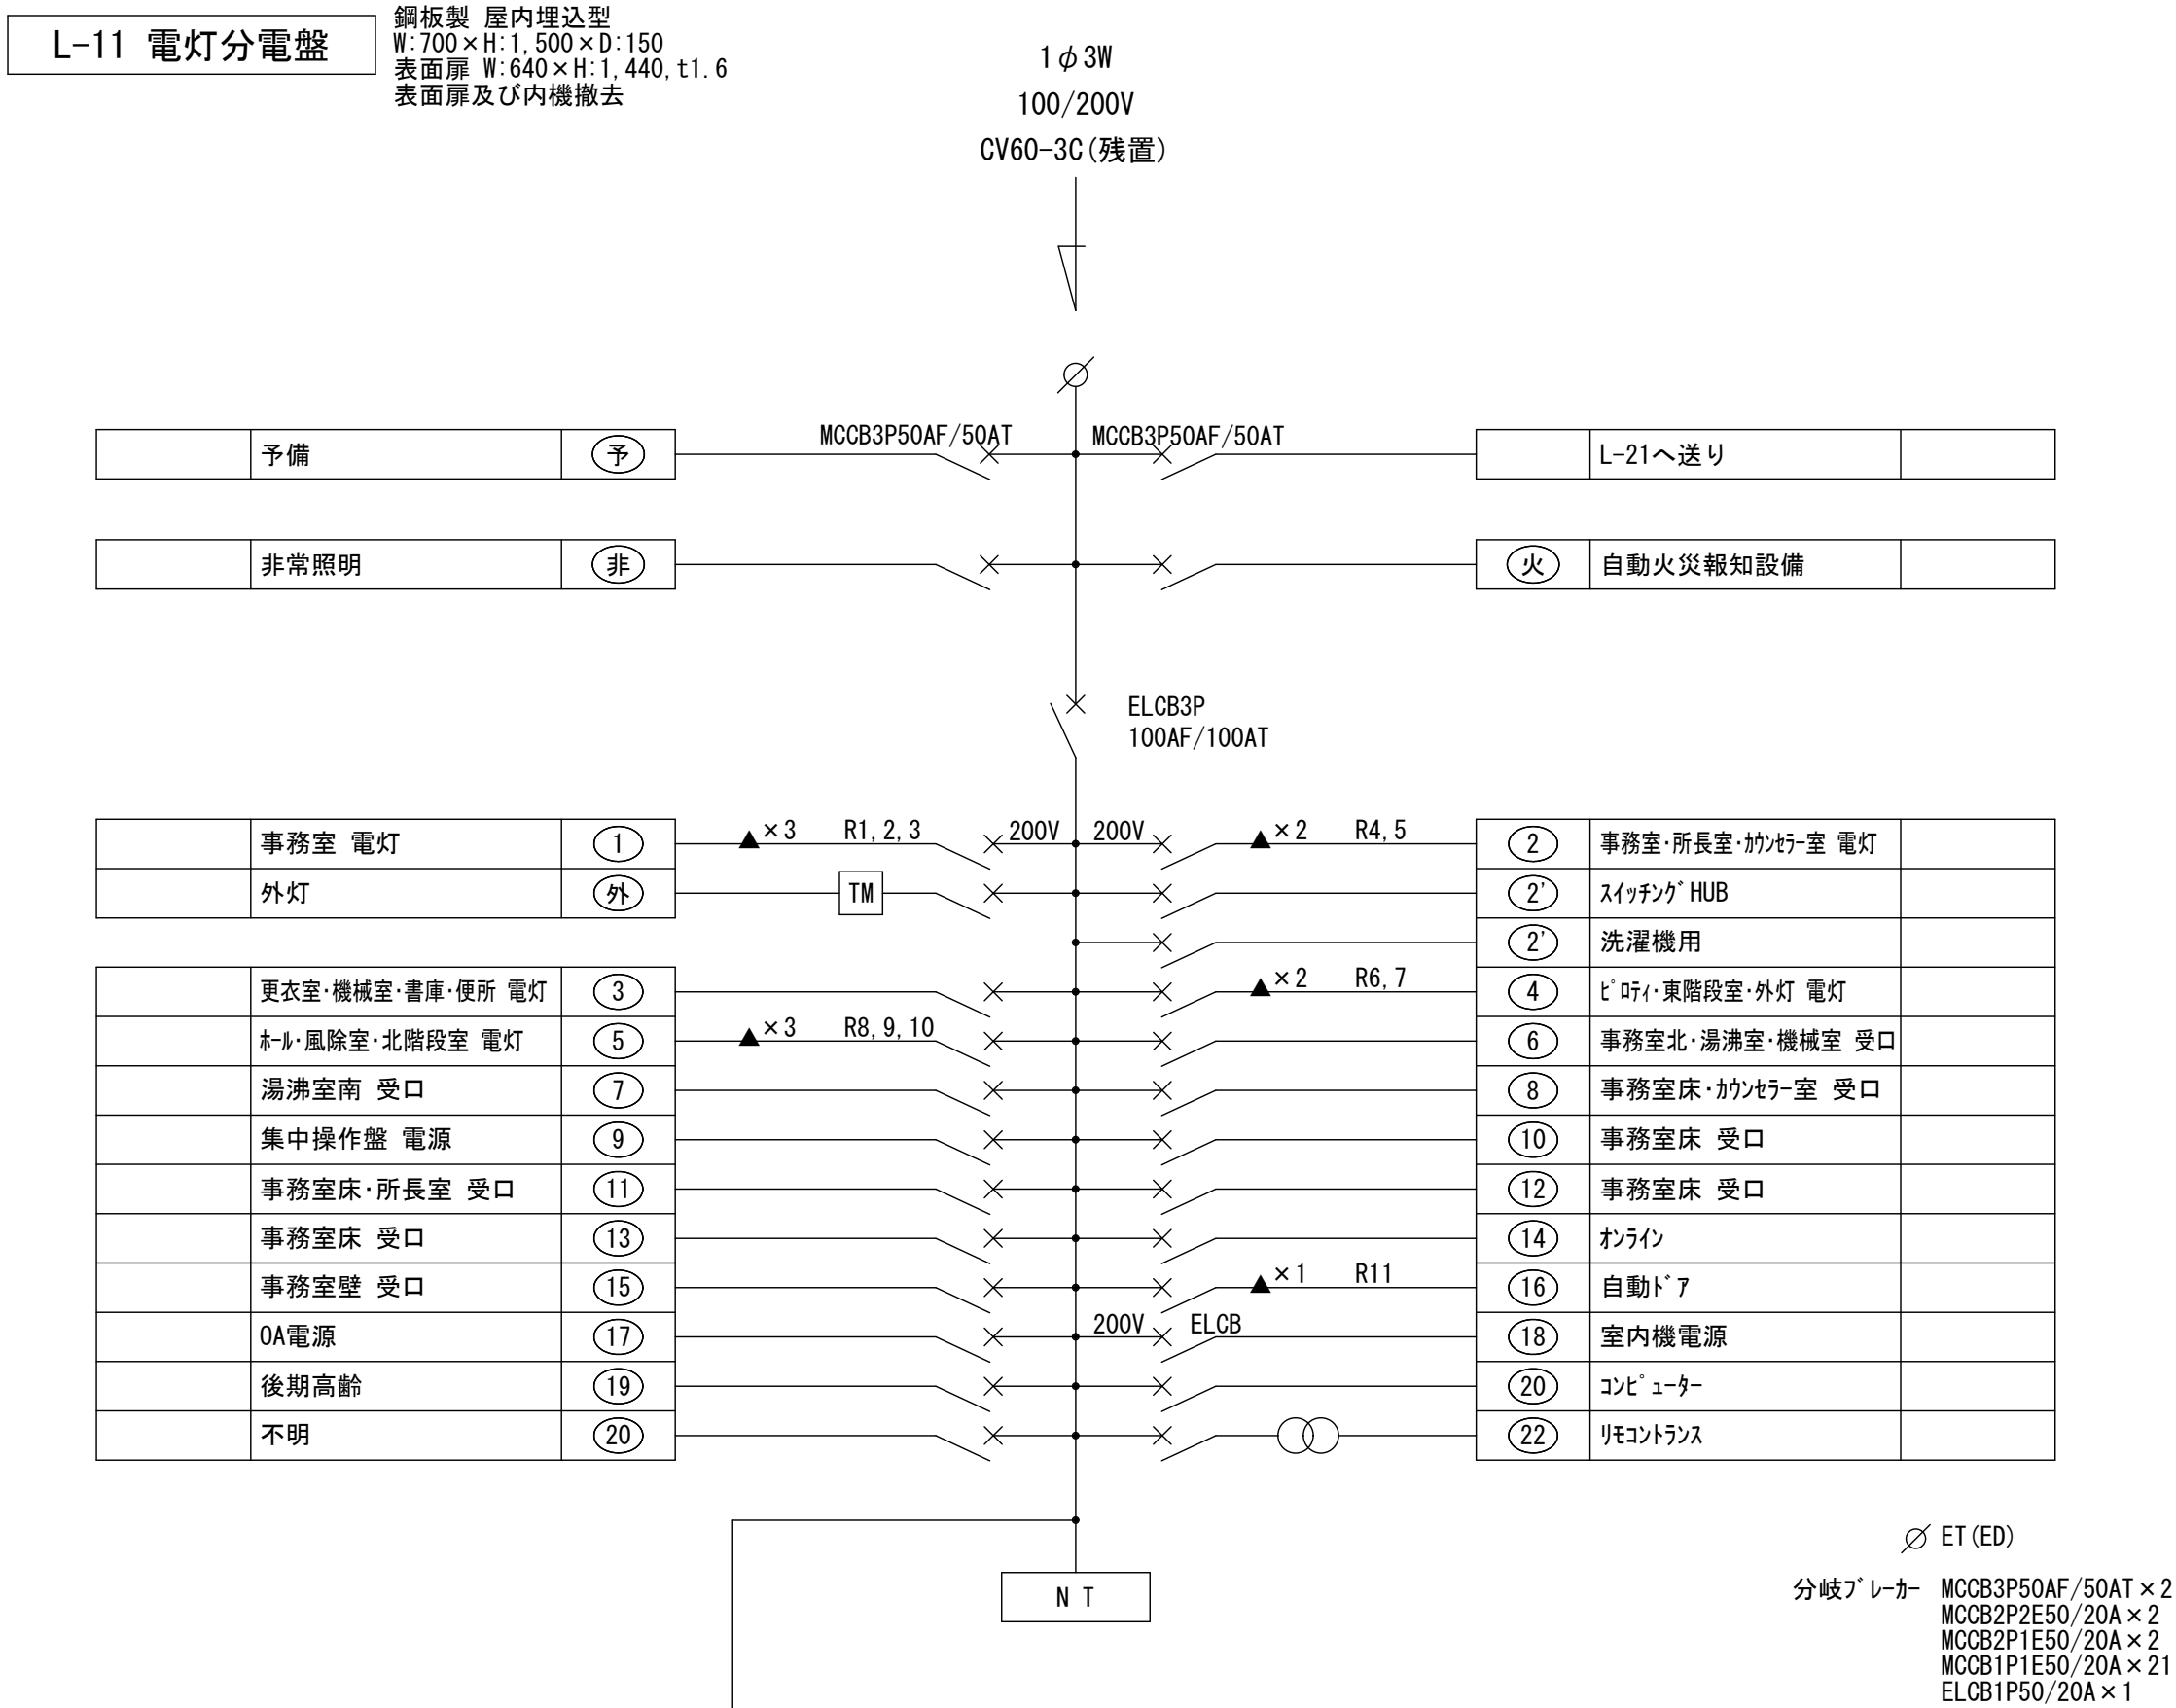 L-11 電灯分電盤
鋼板製 屋内埋込型
W:700×H:1,500×D:150
表面扉 W:640×H:1,440,t1.6
表面扉及び内機撤去
1φ3W
100/200V
CV60-3C(残置)
予備 予 MCCB3P50AF/50AT MCCB3P50AF/50AT L-21へ送り
非常照明 非 火 自動火災報知設備
ELCB3P
100AF/100AT
事務室 電灯 1 ▲×3 R1,2,3 200V 200V ▲×2 R4,5 2 事務室・所長室・ｶｳﾝｾﾗｰ室 電灯
外灯 外 TM 2' ｽｲｯﾁﾝｸﾞHUB
2' 洗濯機用
更衣室・機械室・書庫・便所 電灯 3 ▲×2 R6,7 4 ﾋﾟﾛﾃｨ・東階段室・外灯 電灯
ﾎｰﾙ・風除室・北階段室 電灯 5 ▲×3 R8,9,10 6 事務室北・湯沸室・機械室 受口
湯沸室南 受口 7 8 事務室床・ｶｳﾝｾﾗｰ室 受口
集中操作盤 電源 9 10 事務室床 受口
事務室床・所長室 受口 11 12 事務室床 受口
事務室床 受口 13 14 ｵﾝﾗｲﾝ
事務室壁 受口 15 ▲×1 R11 16 自動ﾄﾞｱ
OA電源 17 200V ELCB 18 室内機電源
後期高齢 19 20 ｺﾝﾋﾟｭｰﾀｰ
不明 20 22 ﾘﾓｺﾝﾄﾗﾝｽ
N T
ET(ED)
分岐ﾌﾞﾚｰｶｰ MCCB3P50AF/50AT×2
MCCB2P2E50/20A×2
MCCB2P1E50/20A×2
MCCB1P1E50/20A×21
ELCB1P50/20A×1